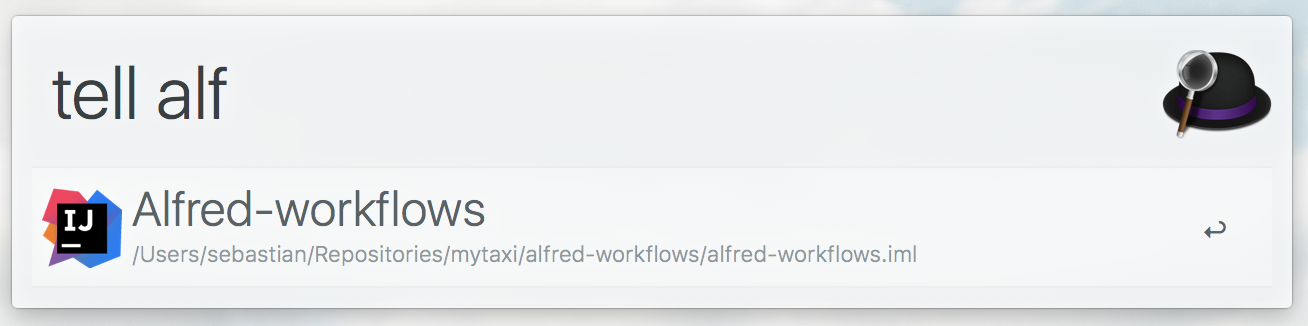 tell alf
IJ
Alfred-workflows
/Users/sebastian/Repositories/mytaxi/alfred-workflows/alfred-workflows.iml